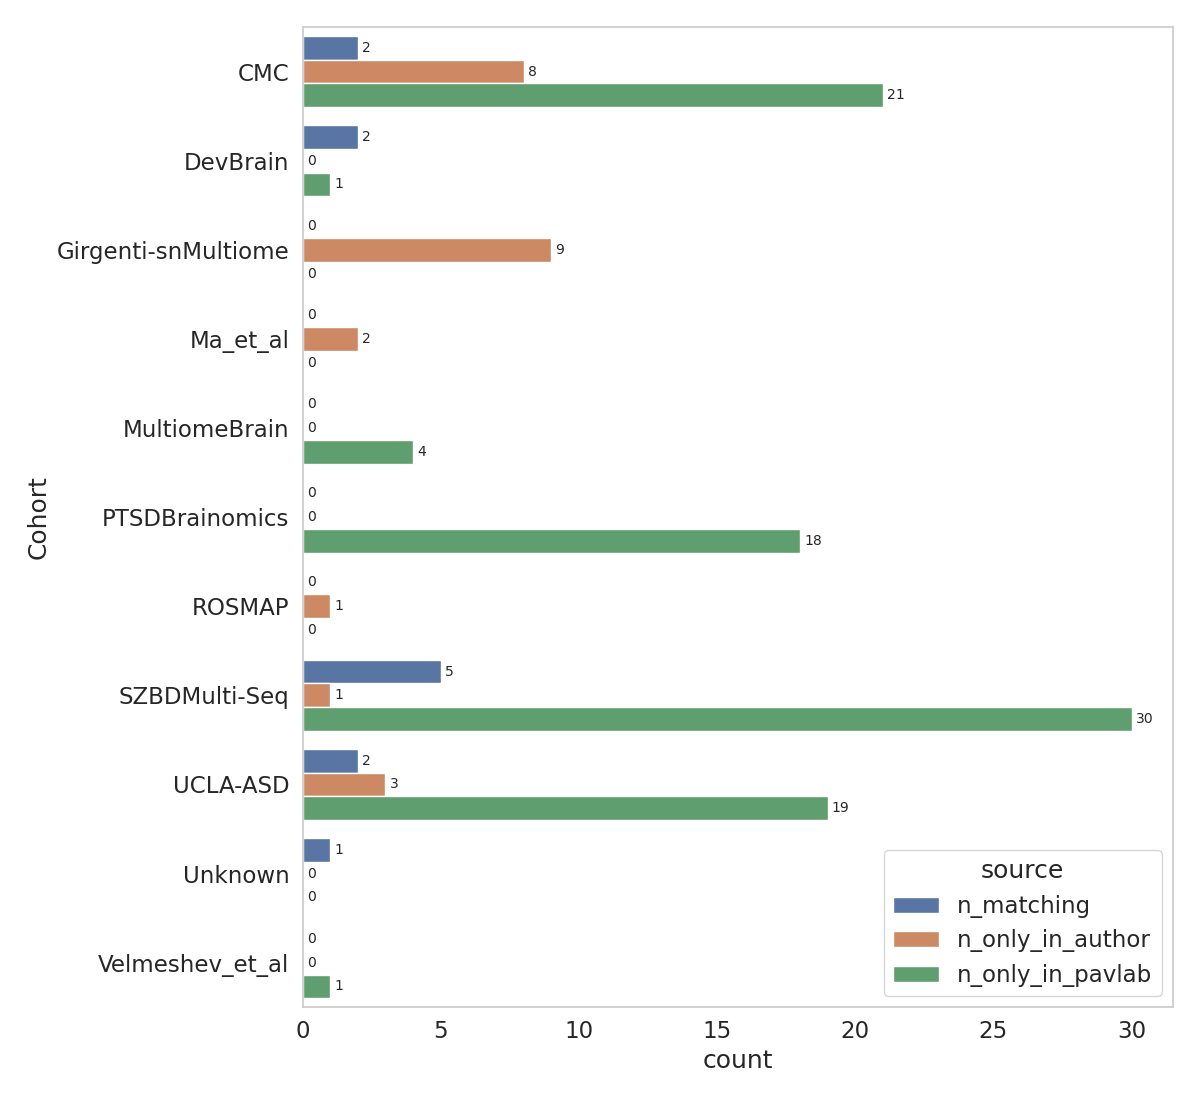 CMC
2
8
21
DevBrain
2
0
1
Girgenti-snMultiome
0
9
0
Ma_et_al
0
2
0
MultiomeBrain
0
0
4
PTSDBrainomics
0
0
18
ROSMAP
0
1
0
SZBDMulti-Seq
5
1
30
UCLA-ASD
2
3
19
Unknown
1
0
0
Velmeshev_et_al
0
0
1
Cohort
source
n_matching
n_only_in_author
n_only_in_pavlab
0 5 10 15 20 25 30
count